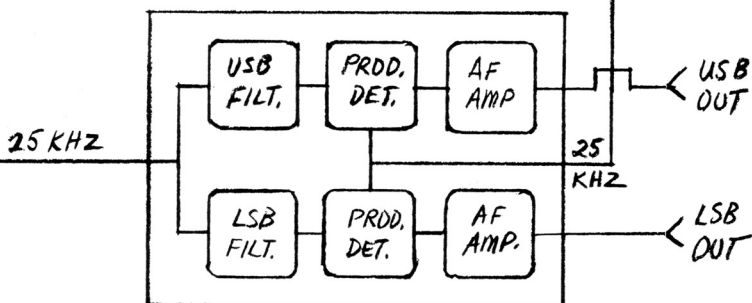 USB
FILT.
PROD.
DET.
AF
AMP
USB
OUT
25 KHZ
25
KHZ
LSB
FILT.
PROD.
DET.
AF
AMP.
LSB
OUT